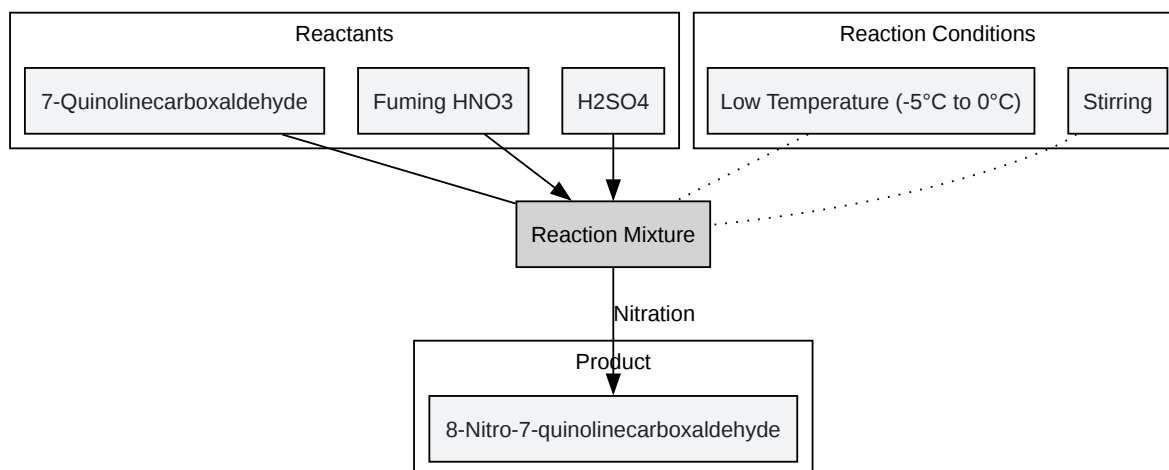 Reactants
Reaction Conditions
7-Quinolinecarboxaldehyde
Fuming HNO3
H2SO4
Low Temperature (-5°C to 0°C)
Stirring
Reaction Mixture
Nitration
Product
8-Nitro-7-quinolinecarboxaldehyde